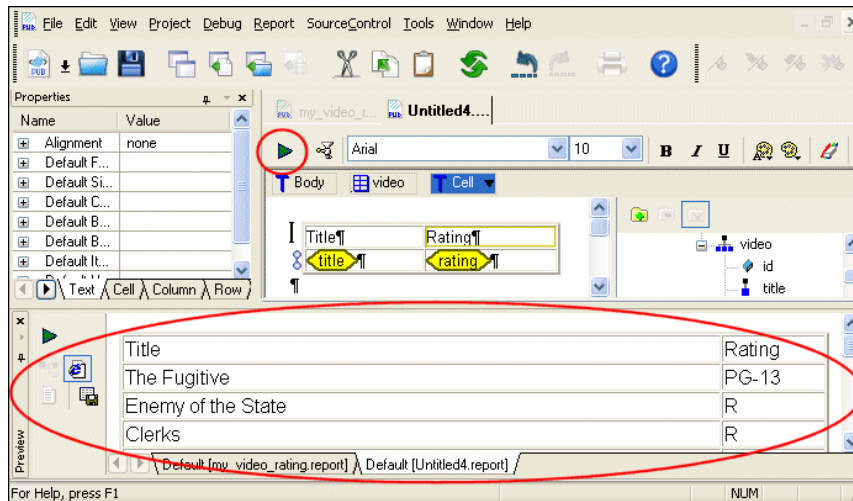 File Edit View Project Debug Report SourceControl Tools Window Help
PUB
Properties
Name Value
Alignment none
Default F...
Default Si...
Default C...
Default B...
Default B...
Default It...
Text Cell Column Row
my_video_r... Untitled4....
Arial 10 B I U
Body video Cell
Title¶ Rating¶
title ¶ rating ¶
¶
video
id
title
Preview
Title Rating
The Fugitive PG-13
Enemy of the State R
Clerks R
Default [my_video_rating.report] Default [Untitled4.report]
For Help, press F1 NUM